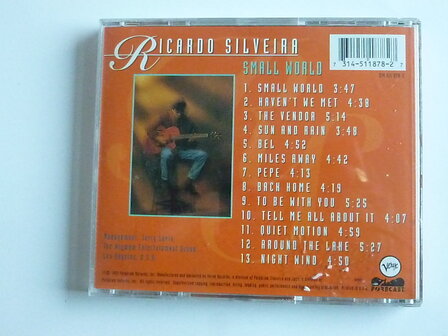 RICARDO SILVEIRA
SMALL WORLD
7 314-511878-2 7
1. SMALL WORLD 3:47
2. HAVEN'T WE MET 4:38
3. THE VENDOR 5:14
4. SUN AND RAIN 3:48
5. BEL 4:52
6. MILES AWAY 4:42
7. PEPE 4:13
8. BACK HOME 4:19
9. TO BE WITH YOU 5:25
10. TELL ME ALL ABOUT IT 4:07
11. QUIET MOTION 4:59
12. AROUND THE LAKE 5:27
13. NIGHT WIND 4:50
Management:
Los Angeles, U.S.A.
Verve
FORECAST